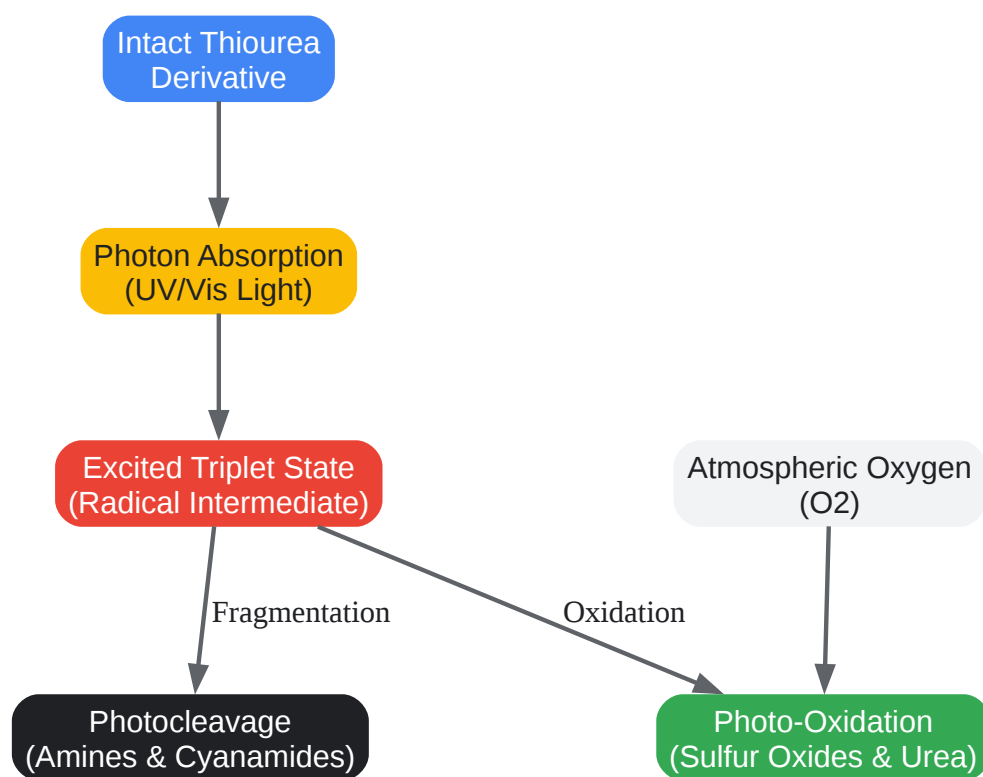 Intact Thiourea
Derivative
Photon Absorption
(UV/Vis Light)
Excited Triplet State
(Radical Intermediate)
Atmospheric Oxygen
(O2)
Fragmentation
Oxidation
Photocleavage
(Amines & Cyanamides)
Photo-Oxidation
(Sulfur Oxides & Urea)